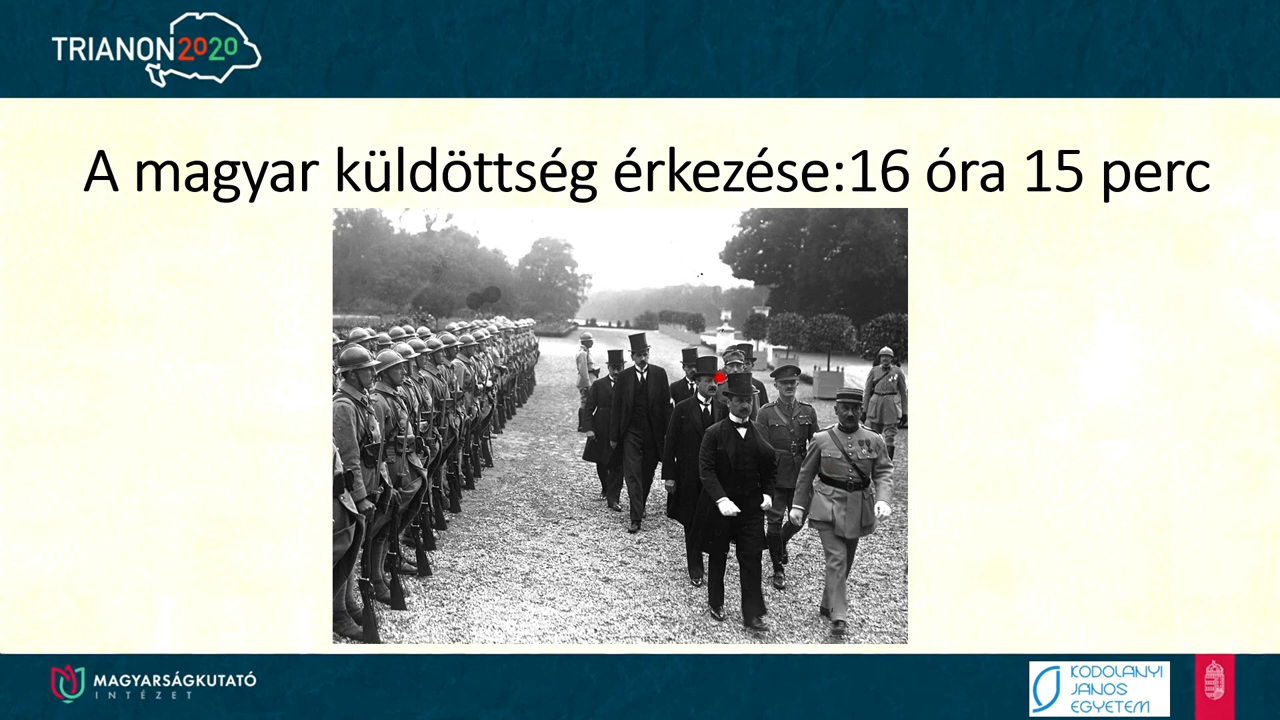 TRIANON2020
A magyar küldöttség érkezése:16 óra 15 perc
MAGYARSÁGKUTATÓ
INTÉZET
KODOLÁNYI
JÁNOS
EGYETEM